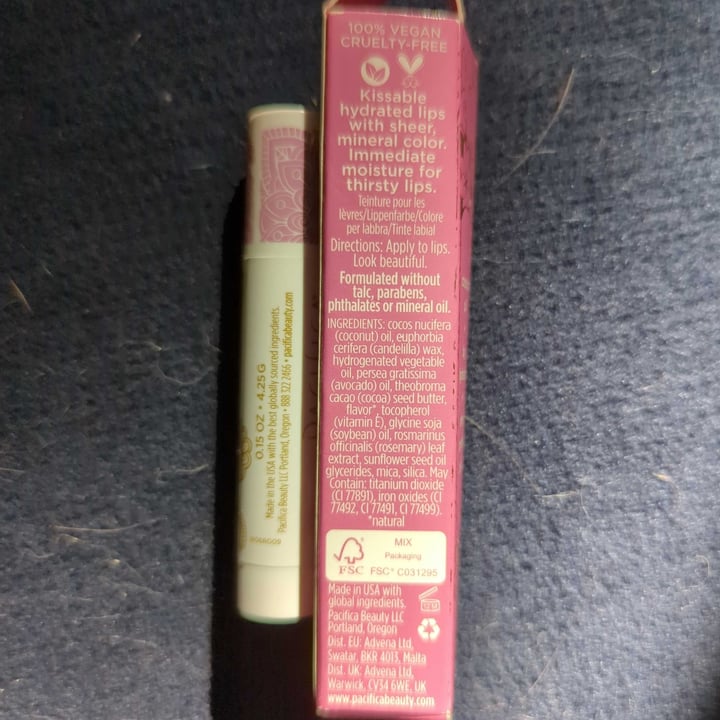 100% VEGAN
CRUELTY-FREE
Kissable
hydrated lips
with sheer,
mineral color.
Immediate
moisture for
thirsty lips.
Teinture pour les
lèvres/Lippenfarbe/Colore
per labbra/Tinte labial
Directions: Apply to lips.
Look beautiful.
Formulated without
talc, parabens,
phthalates or mineral oil.
INGREDIENTS: cocos nucifera
(coconut) oil, euphorbia
cerifera (candelilla) wax,
hydrogenated vegetable
oil, persea gratissima
(avocado) oil, theobroma
cacao (cocoa) seed butter,
flavor*, tocopherol
(vitamin E), glycine soja
(soybean) oil, rosmarinus
officinalis (rosemary) leaf
extract, sunflower seed oil
glycerides, mica, silica. May
Contain: titanium dioxide
(CI 77891), iron oxides (CI
77492, CI 77491, CI 77499).
*natural
FSC
MIX
Packaging
FSC® C031295
Made in USA with
global ingredients.
Pacifica Beauty LLC
Portland, Oregon
Dist. EU: Advena Ltd,
Swatar, BKR 4013, Malta
Dist. UK: Advena Ltd,
Warwick, CV34 6WE, UK
www.pacificabeauty.com
12M
0.15 OZ • 4.25 G
Made in the USA with the best globally sourced ingredients.
Pacifica Beauty LLC Portland, Oregon • 888 322 2466 • pacificabeauty.com